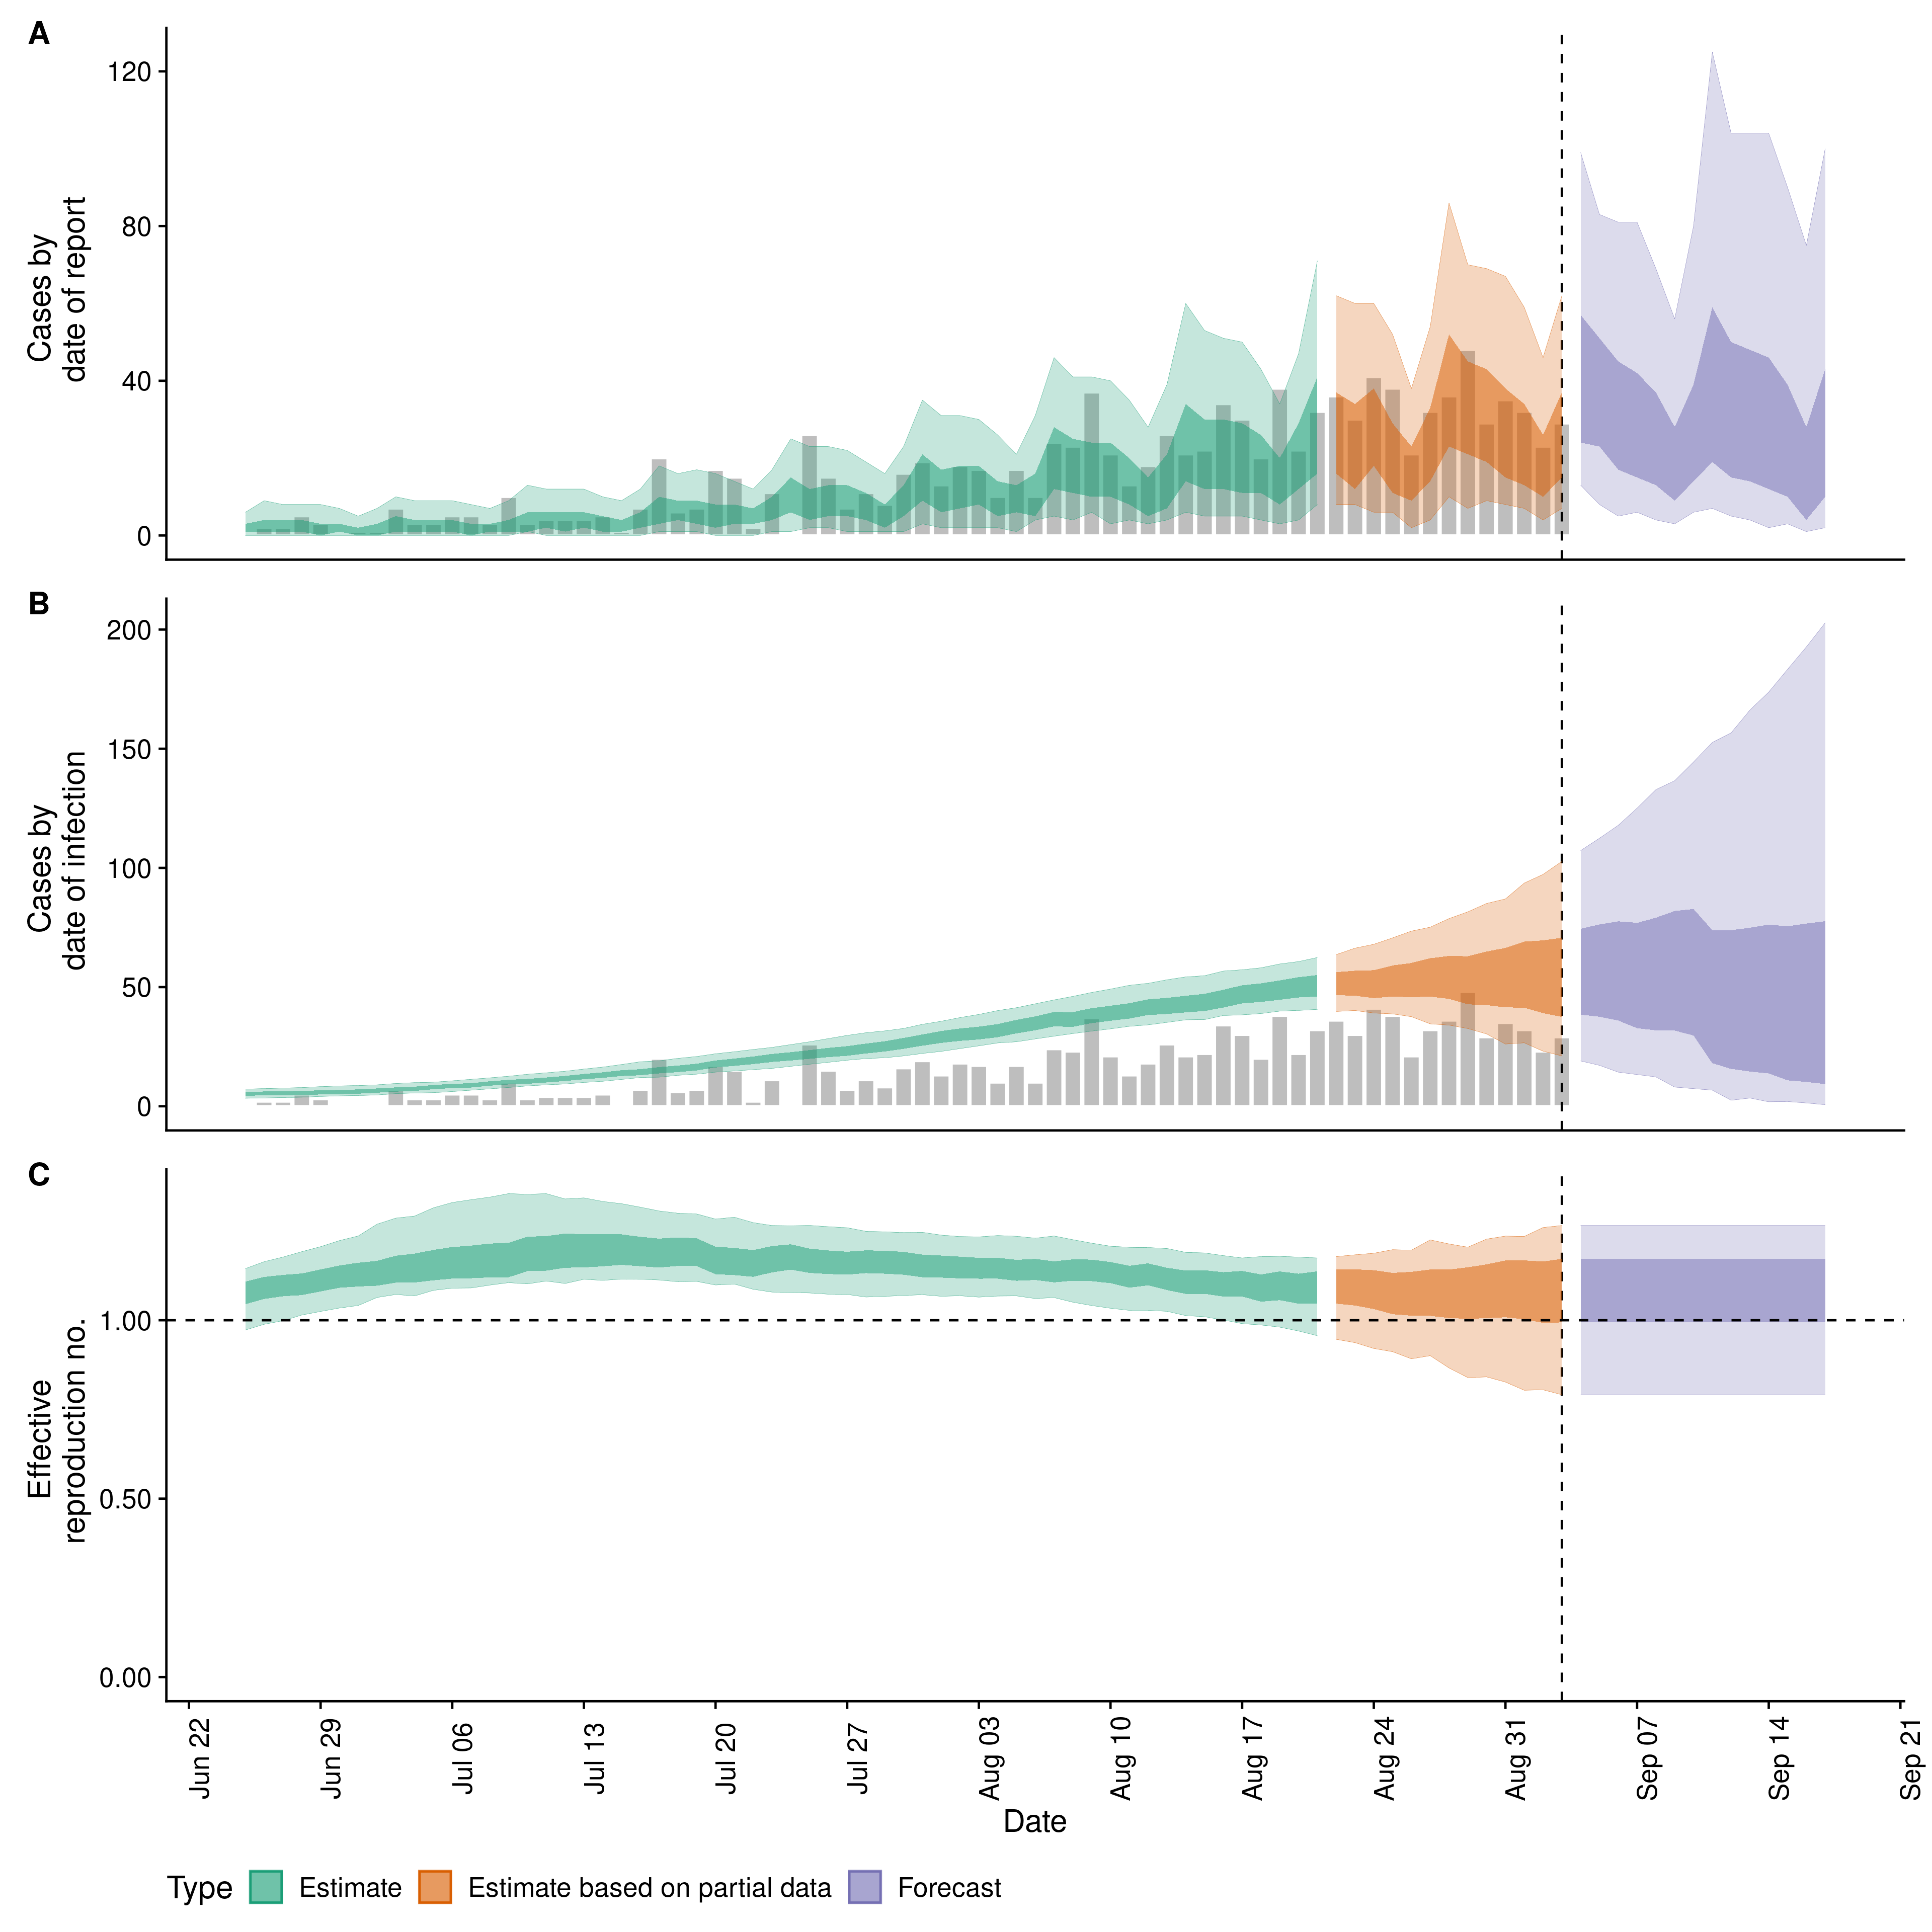 A
120
80
40
0
Cases by
date of report
B
200
150
100
50
0
Cases by
date of infection
C
1.00
0.50
0.00
Effective
reproduction no.
Jun 22
Jun 29
Jul 06
Jul 13
Jul 20
Jul 27
Aug 03
Aug 10
Aug 17
Aug 24
Aug 31
Sep 07
Sep 14
Sep 21
Date
Type Estimate Estimate based on partial data Forecast